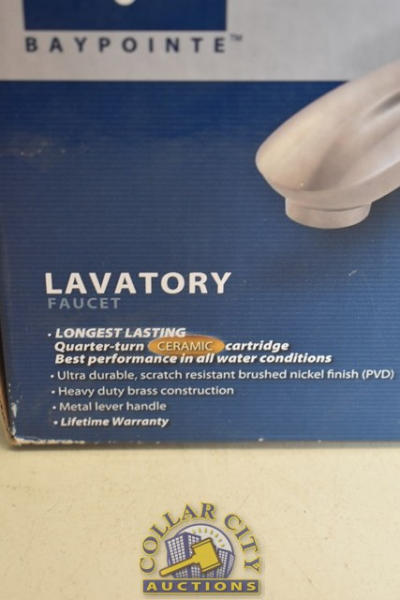 BAYPOINTE™
LAVATORY
FAUCET
• LONGEST LASTING
Quarter-turn CERAMIC cartridge
Best performance in all water conditions
• Ultra durable, scratch resistant brushed nickel finish (PVD)
• Heavy duty brass construction
• Metal lever handle
• Lifetime Warranty
COLLAR CITY
AUCTIONS